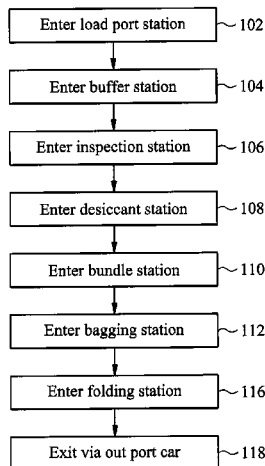 Enter load port station 102
Enter buffer station 104
Enter inspection station 106
Enter desiccant station 108
Enter bundle station 110
Enter bagging station 112
Enter folding station 116
Exit via out port car 118